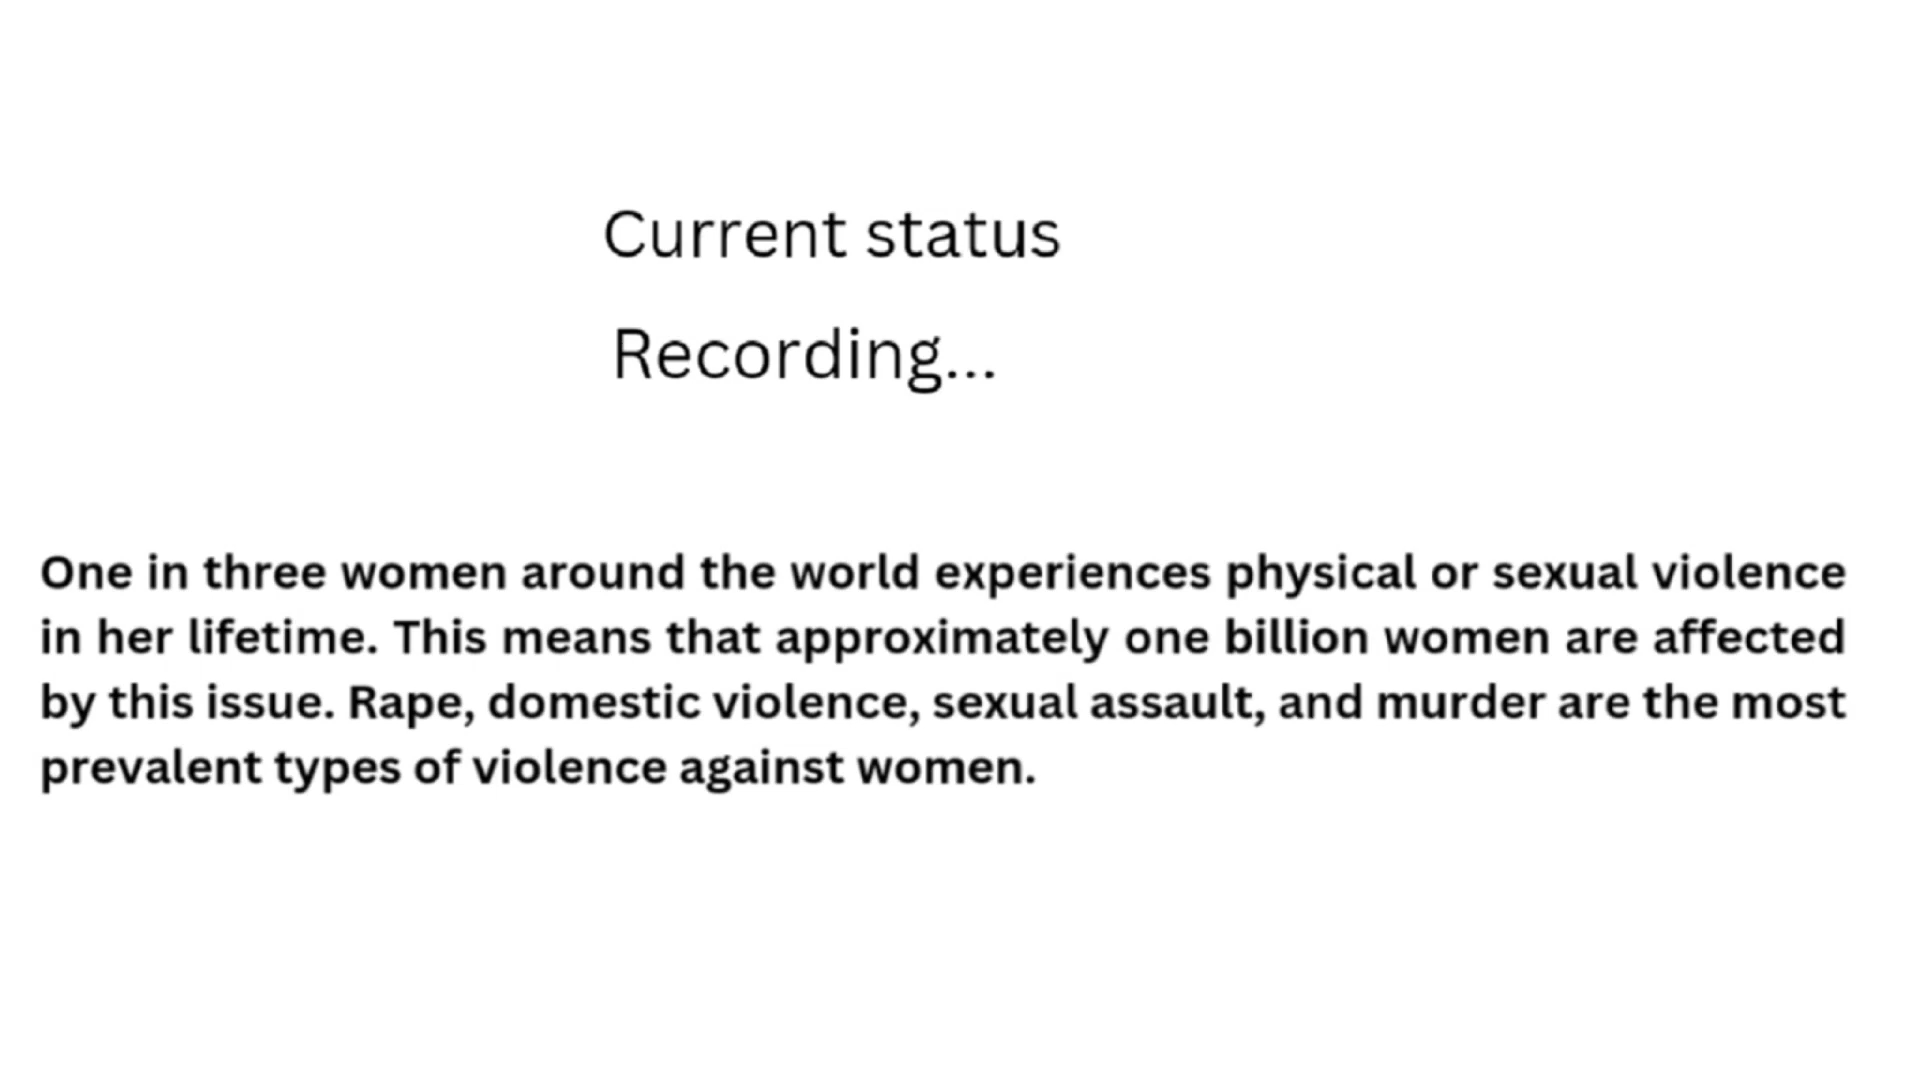 Current status
Recording...
One in three women around the world experiences physical or sexual violence
in her lifetime. This means that approximately one billion women are affected
by this issue. Rape, domestic violence, sexual assault, and murder are the most
prevalent types of violence against women.